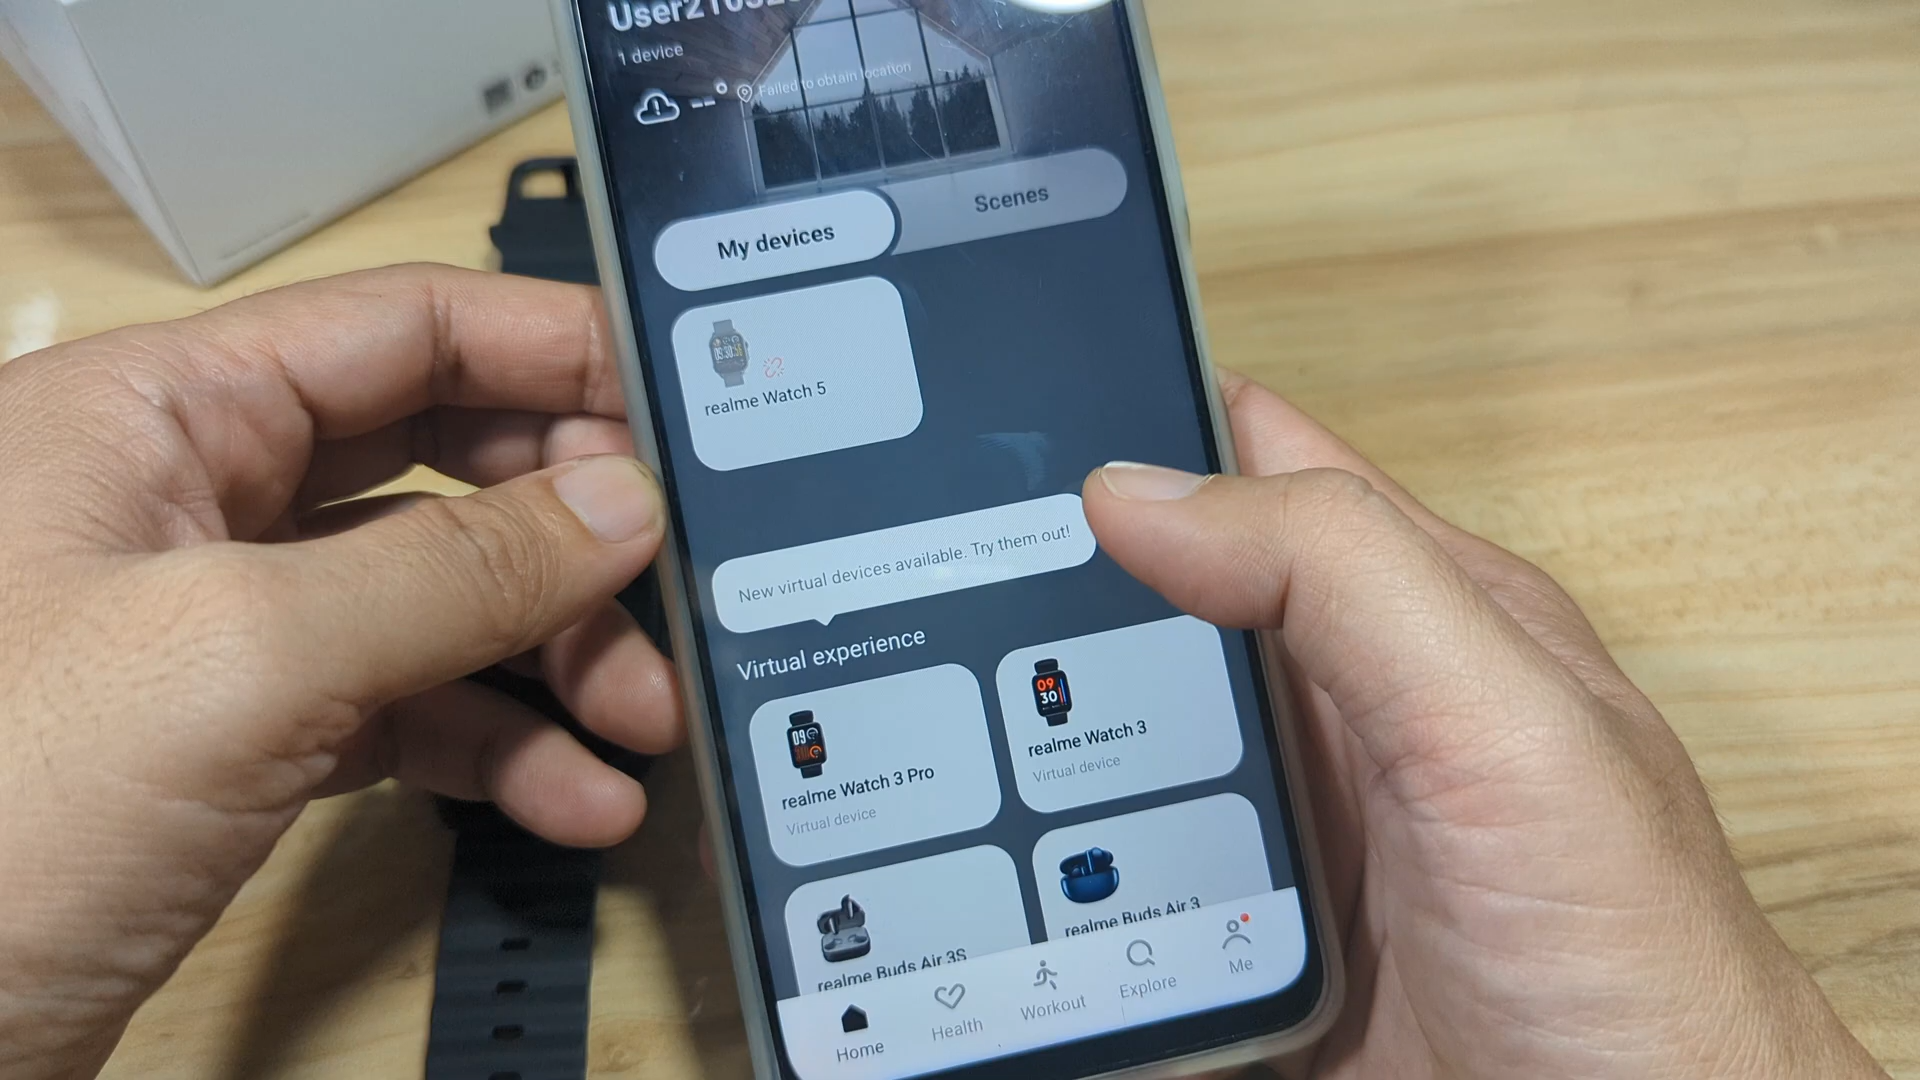 1 device
--° Failed to obtain location
My devices
Scenes
realme Watch 5
New virtual devices available. Try them out!
Virtual experience
realme Watch 3 Pro
Virtual device
realme Watch 3
Virtual device
realme Buds Air 3S
realme Buds Air 3
Home
Health
Workout
Explore
Me